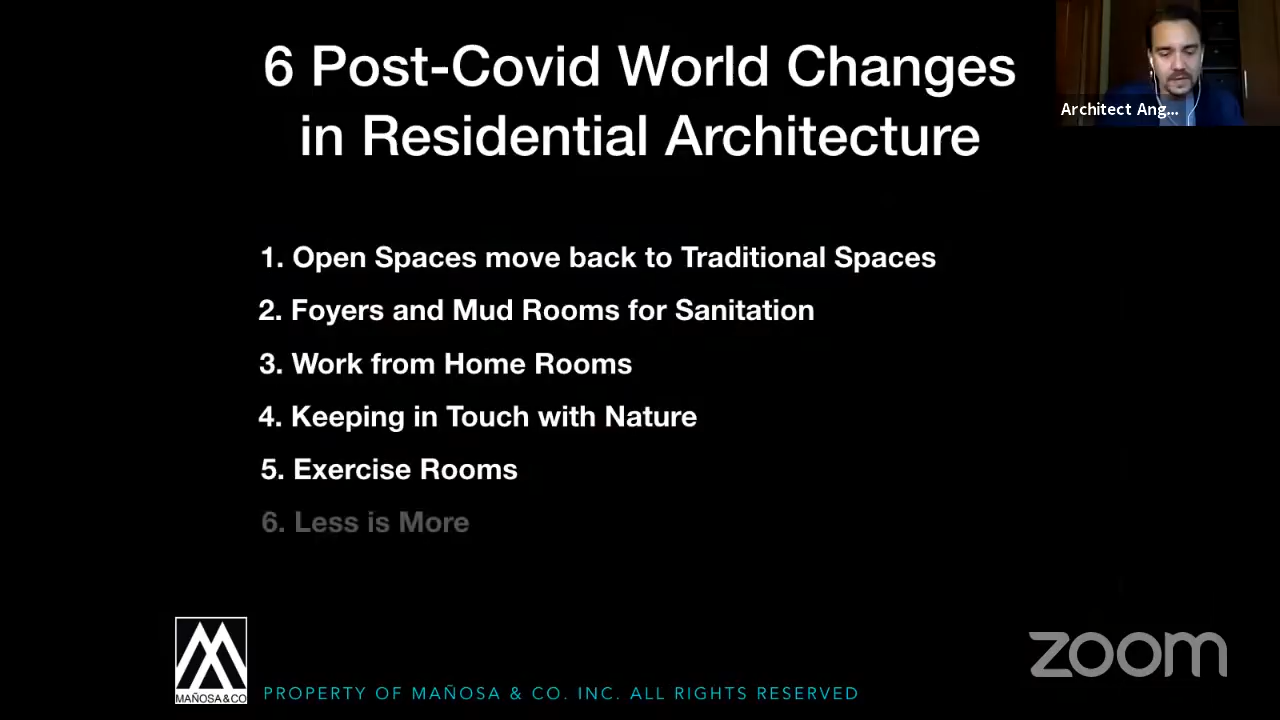 6 Post-Covid World Changes
in Residential Architecture
Architect Ang...
1. Open Spaces move back to Traditional Spaces
2. Foyers and Mud Rooms for Sanitation
3. Work from Home Rooms
4. Keeping in Touch with Nature
5. Exercise Rooms
6. Less is More
MAÑOSA & CO
PROPERTY OF MAÑOSA & CO. INC. ALL RIGHTS RESERVED
zoom